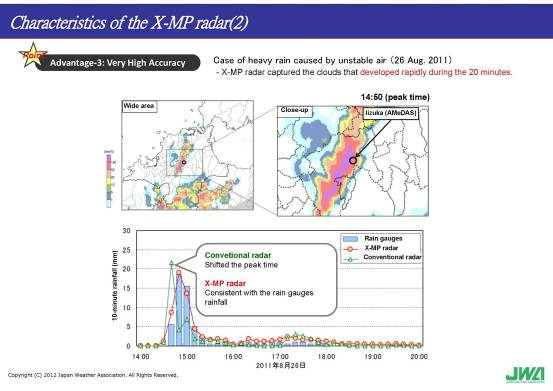 Characteristics of the X-MP radar(2)
Point
Advantage-3: Very High Accuracy
Case of heavy rain caused by unstable air (26 Aug. 2011)
- X-MP radar captured the clouds that developed rapidly during the 20 minutes.
14:50 (peak time)
Wide area
Close-up
Iizuka (AMeDAS)
30
25
20
15
10
5
0
10-minute rainfall (mm)
Convetional radar
Shifted the peak time
X-MP radar
Consistent with the rain gauges
rainfall
Rain gauges
X-MP radar
Conventional radar
14:00
15:00
16:00
17:00
18:00
19:00
20:00
2011年8月26日
Copyright (C) 2012 Japan Weather Association. All Rights Reserved.
JWA